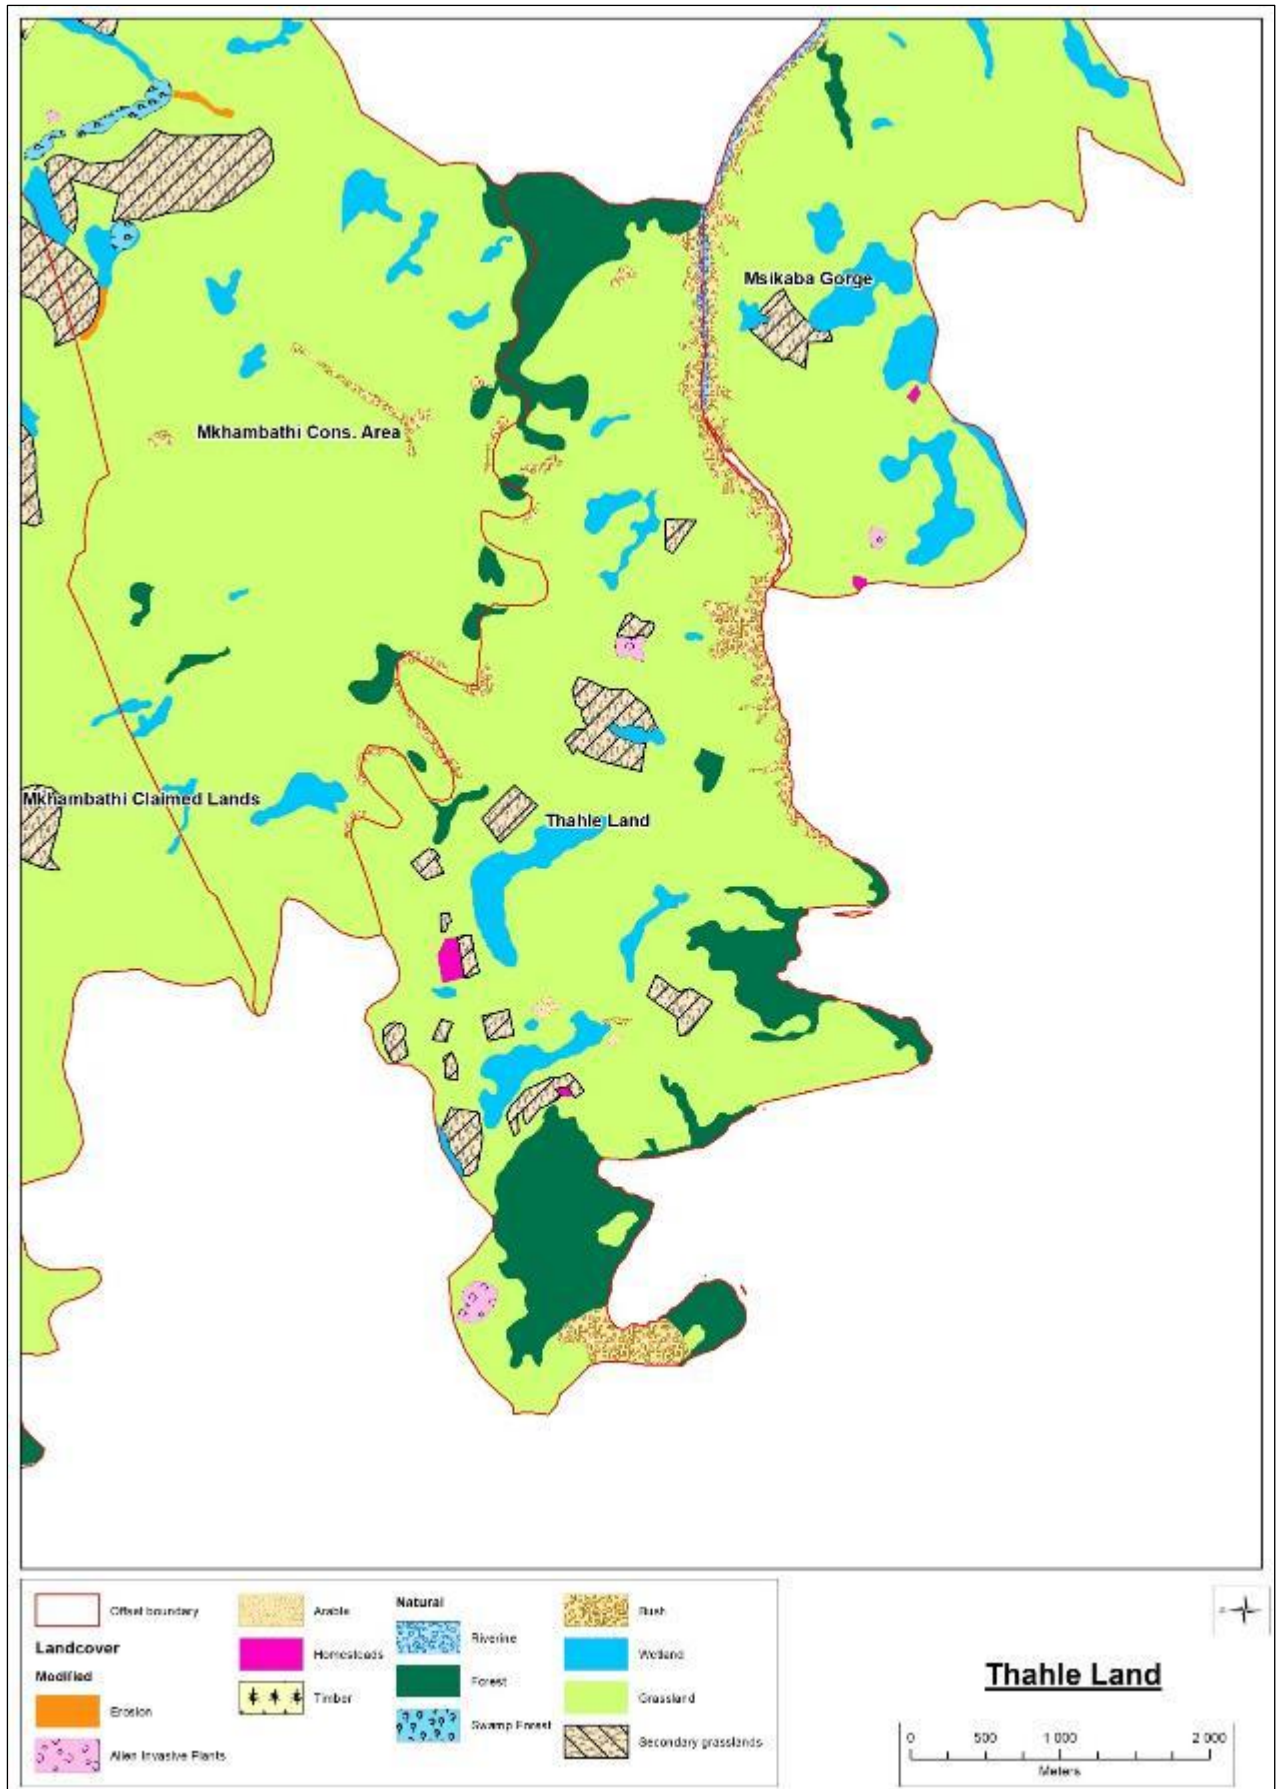 Msikaba Gorge
Mkhambathi Cons. Area
Mkhambathi Claimed Lands
Thahle Land
Offset boundary
Landcover
Modified
Erosion
Alien Invasive Plants
Arable
Homesteads
Timber
Natural
Riverine
Forest
Swamp Forest
Bush
Wetland
Grassland
Secondary grasslands
Thahle Land
0 500 1 000 2 000
Meters